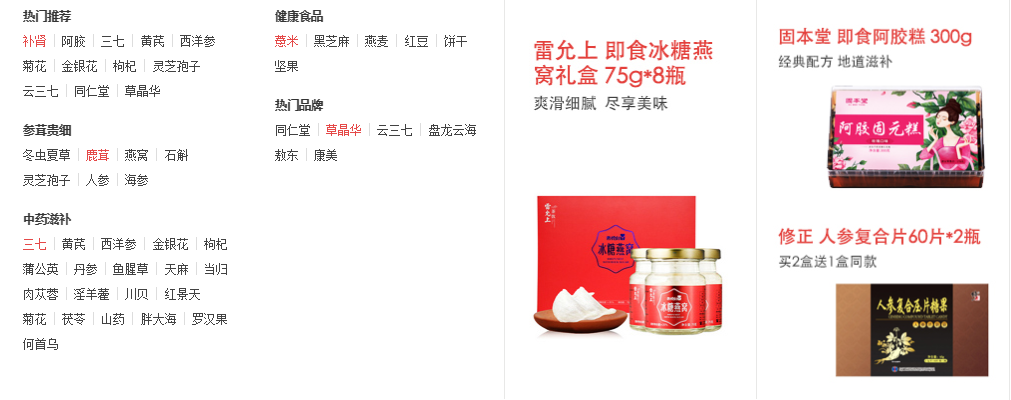 热门推荐
补肾 阿胶 三七 黄芪 西洋参
菊花 金银花 枸杞 灵芝孢子
云三七 同仁堂 草晶华
参茸贵细
冬虫夏草 鹿茸 燕窝 石斛
灵芝孢子 人参 海参
中药滋补
三七 黄芪 西洋参 金银花 枸杞
蒲公英 丹参 鱼腥草 天麻 当归
肉苁蓉 淫羊藿 川贝 红景天
菊花 茯苓 山药 胖大海 罗汉果
何首乌
健康食品
薏米 黑芝麻 燕麦 红豆 饼干
坚果
热门品牌
同仁堂 草晶华 云三七 盘龙云海
敖东 康美
雷允上 即食冰糖燕
窝礼盒 75g*8瓶
爽滑细腻 尽享美味
雷允上
冰糖燕窝
冰糖燕窝
固本堂 即食阿胶糕 300g
经典配方 地道滋补
固本堂
阿胶固元糕
修正 人参复合片60片*2瓶
买2盒送1盒同款
人参复合压片糖果